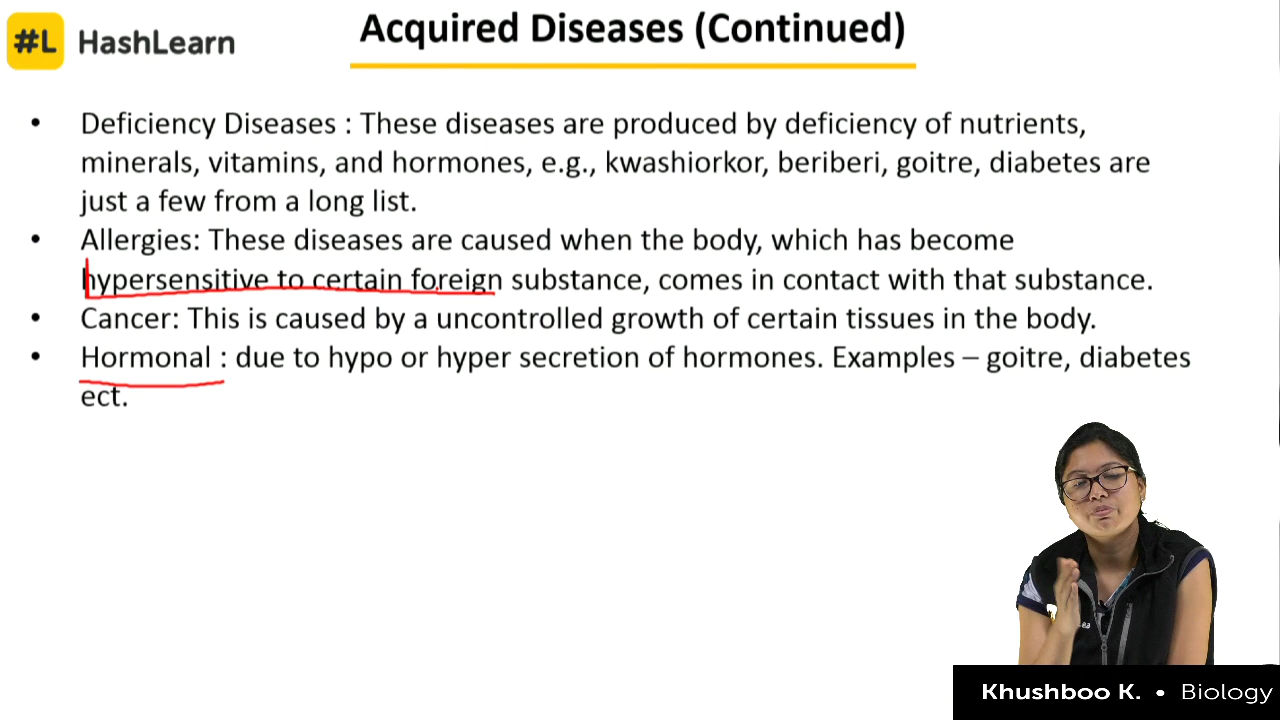 #L HashLearn
Acquired Diseases (Continued)
• Deficiency Diseases : These diseases are produced by deficiency of nutrients,
minerals, vitamins, and hormones, e.g., kwashiorkor, beriberi, goitre, diabetes are
just a few from a long list.
• Allergies: These diseases are caused when the body, which has become
hypersensitive to certain foreign substance, comes in contact with that substance.
• Cancer: This is caused by a uncontrolled growth of certain tissues in the body.
• Hormonal : due to hypo or hyper secretion of hormones. Examples – goitre, diabetes
ect.
Khushboo K. • Biology